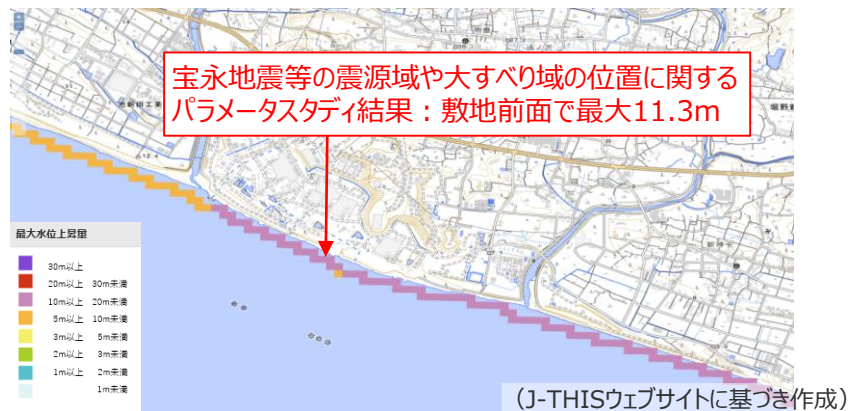 宝永地震等の震源域や大すべり域の位置に関する
パラメータスタディ結果：敷地前面で最大11.3m
最大水位上昇量
30m以上
20m以上 30m未満
10m以上 20m未満
5m以上 10m未満
3m以上 5m未満
2m以上 3m未満
1m以上 2m未満
1m未満
（J-THISウェブサイトに基づき作成）